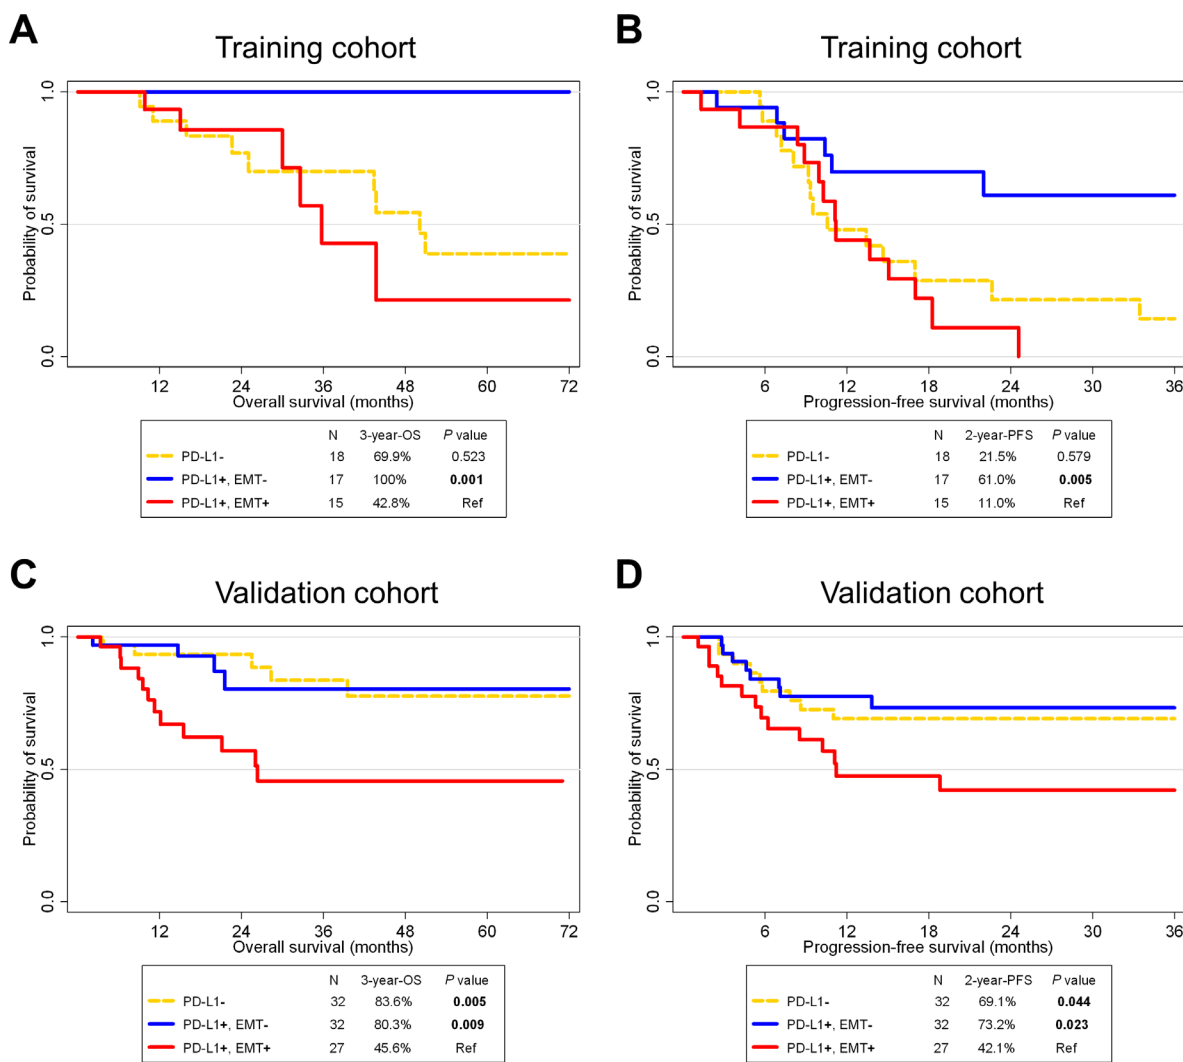 A
Training cohort
Probability of survival
1.0
0.5
0.0
12 24 36 48 60 72
Overall survival (months)
N 3-year-OS P value
PD-L1- 18 69.9% 0.523
PD-L1+, EMT- 17 100% 0.001
PD-L1+, EMT+ 15 42.8% Ref
B
Training cohort
Probability of survival
1.0
0.5
0.0
6 12 18 24 30 36
Progression-free survival (months)
N 2-year-PFS P value
PD-L1- 18 21.5% 0.579
PD-L1+, EMT- 17 61.0% 0.005
PD-L1+, EMT+ 15 11.0% Ref
C
Validation cohort
Probability of survival
1.0
0.5
0.0
12 24 36 48 60 72
Overall survival (months)
N 3-year-OS P value
PD-L1- 32 83.6% 0.005
PD-L1+, EMT- 32 80.3% 0.009
PD-L1+, EMT+ 27 45.6% Ref
D
Validation cohort
Probability of survival
1.0
0.5
0.0
6 12 18 24 30 36
Progression-free survival (months)
N 2-year-PFS P value
PD-L1- 32 69.1% 0.044
PD-L1+, EMT- 32 73.2% 0.023
PD-L1+, EMT+ 27 42.1% Ref